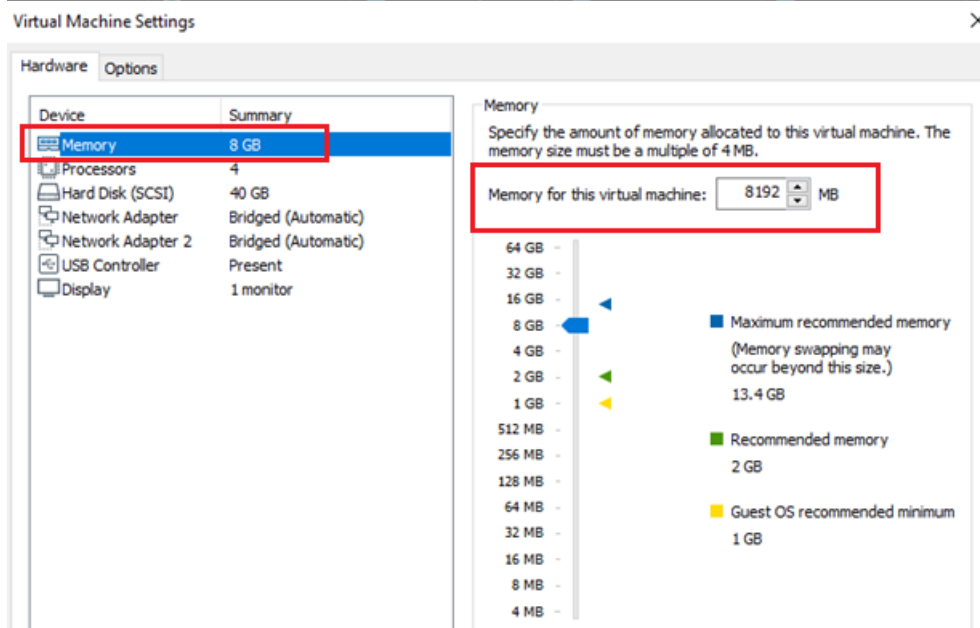 Virtual Machine Settings
Hardware Options
Device Summary
Memory 8 GB
Processors 4
Hard Disk (SCSI) 40 GB
Network Adapter Bridged (Automatic)
Network Adapter 2 Bridged (Automatic)
USB Controller Present
Display 1 monitor
Memory
Specify the amount of memory allocated to this virtual machine. The
memory size must be a multiple of 4 MB.
Memory for this virtual machine: 8192 MB
64 GB
32 GB
16 GB
8 GB
4 GB
2 GB
1 GB
512 MB
256 MB
128 MB
64 MB
32 MB
16 MB
8 MB
4 MB
Maximum recommended memory
(Memory swapping may
occur beyond this size.)
13.4 GB
Recommended memory
2 GB
Guest OS recommended minimum
1 GB